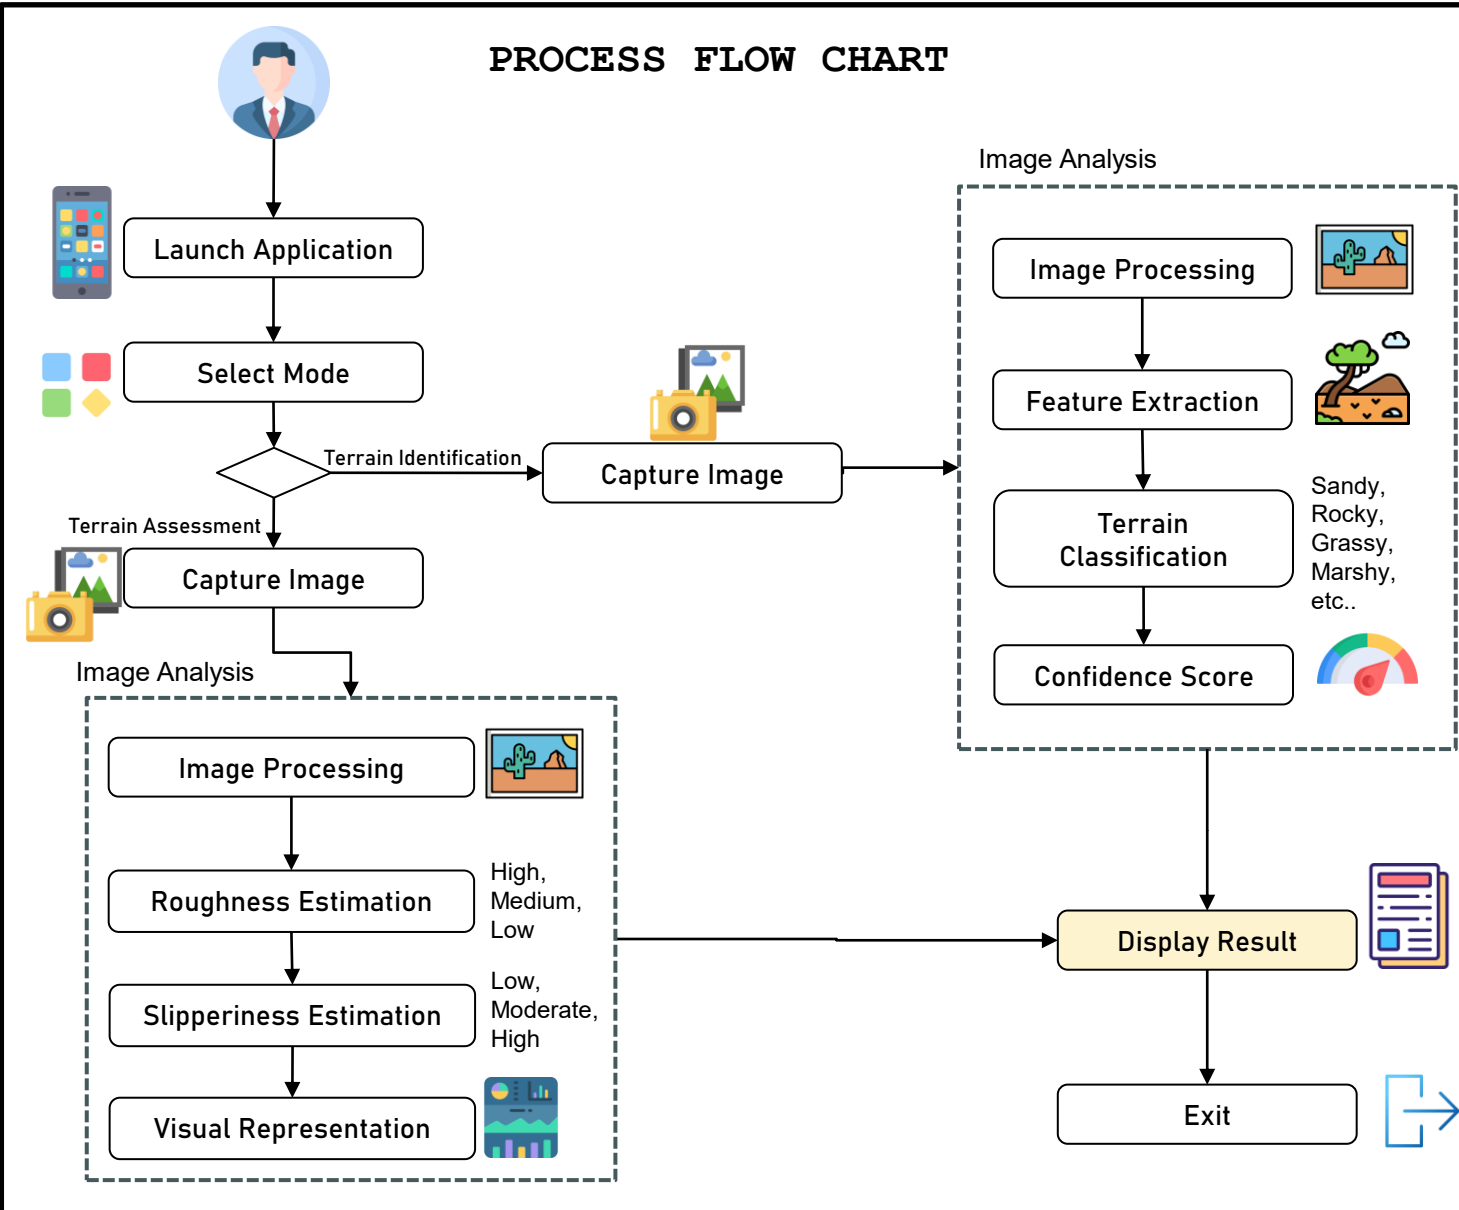 PROCESS FLOW CHART
Launch Application
Select Mode
Terrain Identification
Capture Image
Terrain Assessment
Capture Image
Image Analysis
Image Processing
Feature Extraction
Terrain
Classification
Sandy,
Rocky,
Grassy,
Marshy,
etc..
Confidence Score
Image Analysis
Image Processing
Roughness Estimation
High,
Medium,
Low
Slipperiness Estimation
Low,
Moderate,
High
Visual Representation
Display Result
Exit